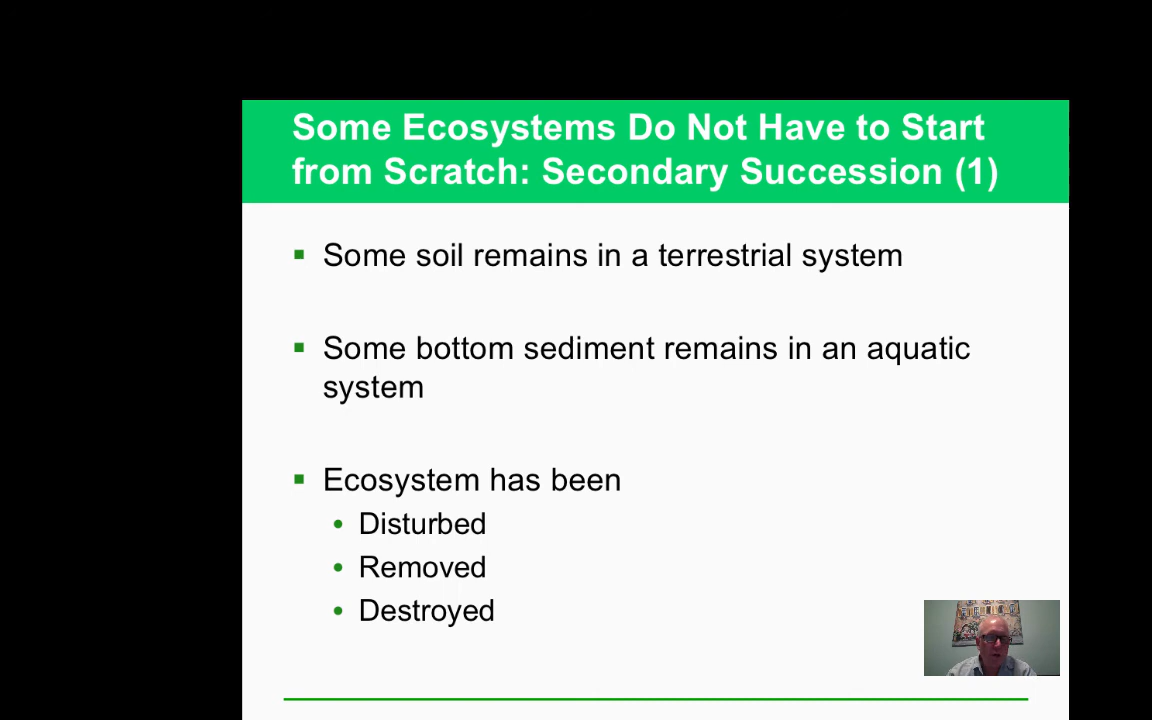 Some Ecosystems Do Not Have to Start
from Scratch: Secondary Succession (1)
Some soil remains in a terrestrial system
Some bottom sediment remains in an aquatic
system
Ecosystem has been
Disturbed
Removed
Destroyed